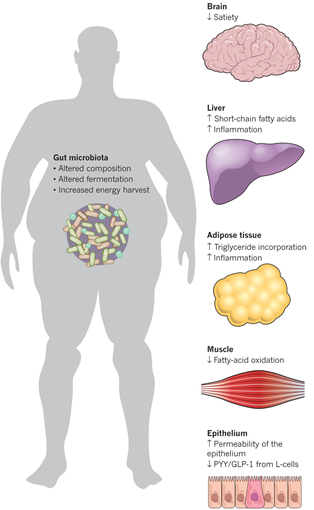 Brain
↓ Satiety
Liver
↑ Short-chain fatty acids
↑ Inflammation
Gut microbiota
• Altered composition
• Altered fermentation
• Increased energy harvest
Adipose tissue
↑ Triglyceride incorporation
↑ Inflammation
Muscle
↓ Fatty-acid oxidation
Epithelium
↑ Permeability of the
epithelium
↓ PYY/GLP-1 from L-cells